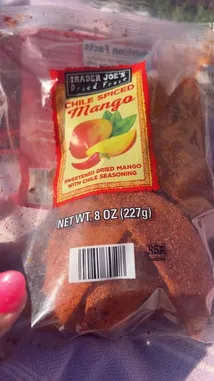 TRADER JOE'S
Dried Fruit
CHILE SPICED
Mango
SWEETENED DRIED MANGO
WITH CHILE SEASONING
NET WT. 8 OZ (227g)